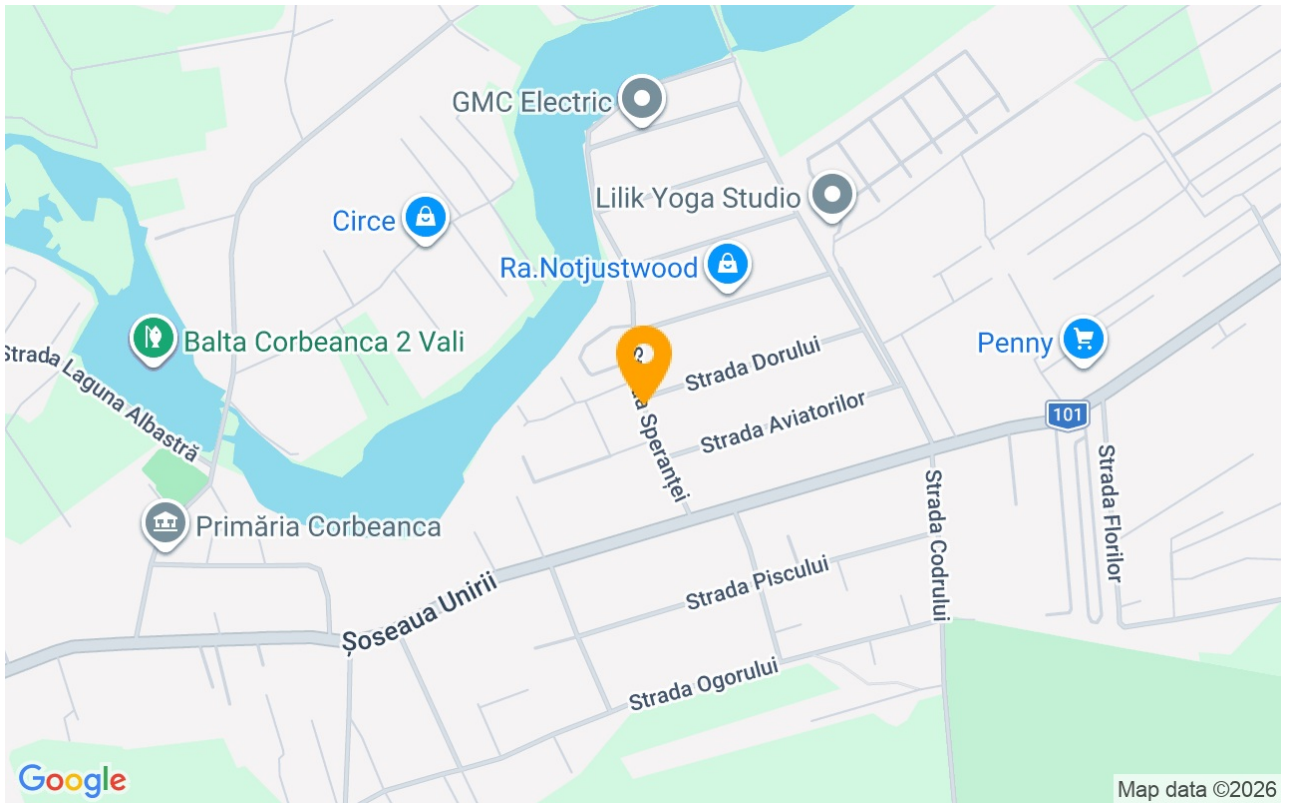 GMC Electric
Lilik Yoga Studio
Circe
Ra.Notjustwood
Balta Corbeanca 2 Vali
Penny
Strada Dorului
Strada Laguna Albastră
Strada Aviatorilor
101
Speranței
Strada Florilor
Strada Codrului
Primăria Corbeanca
Strada Piscului
Șoseaua Unirii
Strada Ogorului
Google
Map data ©2026